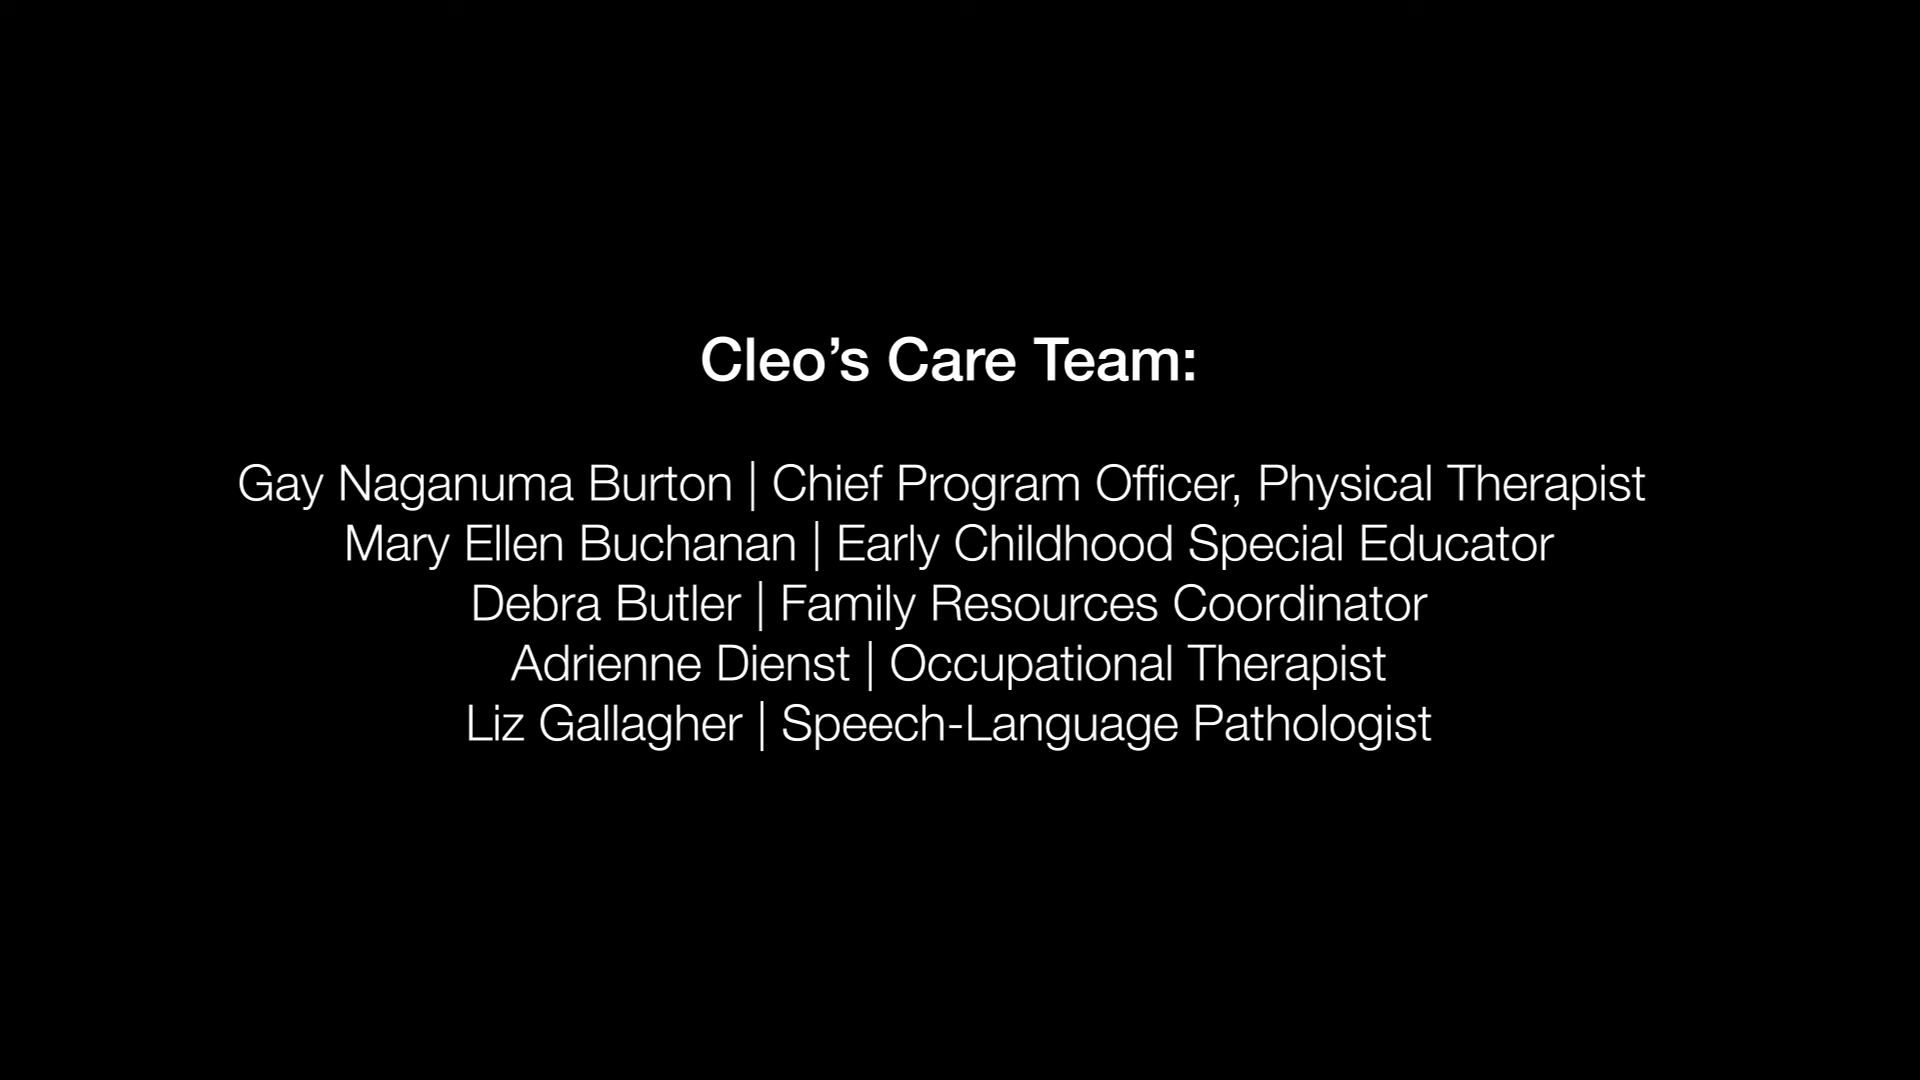 Cleo’s Care Team:
Gay Naganuma Burton | Chief Program Officer, Physical Therapist
Mary Ellen Buchanan | Early Childhood Special Educator
Debra Butler | Family Resources Coordinator
Adrienne Dienst | Occupational Therapist
Liz Gallagher | Speech-Language Pathologist